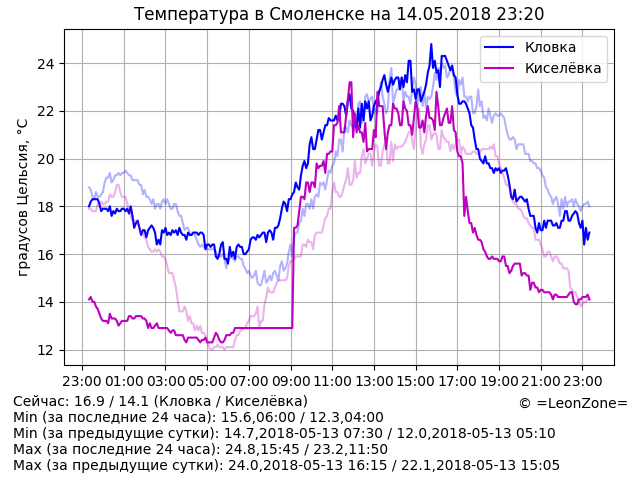 Температура в Смоленске на 14.05.2018 23:20
градусов Цельсия, °C
24
22
20
18
16
14
12
Кловка
Киселёвка
23:00 01:00 03:00 05:00 07:00 09:00 11:00 13:00 15:00 17:00 19:00 21:00 23:00
Сейчас: 16.9 / 14.1 (Кловка / Киселёвка)
© =LeonZone=
Min (за последние 24 часа): 15.6,06:00 / 12.3,04:00
Min (за предыдущие сутки): 14.7,2018-05-13 07:30 / 12.0,2018-05-13 05:10
Max (за последние 24 часа): 24.8,15:45 / 23.2,11:50
Max (за предыдущие сутки): 24.0,2018-05-13 16:15 / 22.1,2018-05-13 15:05